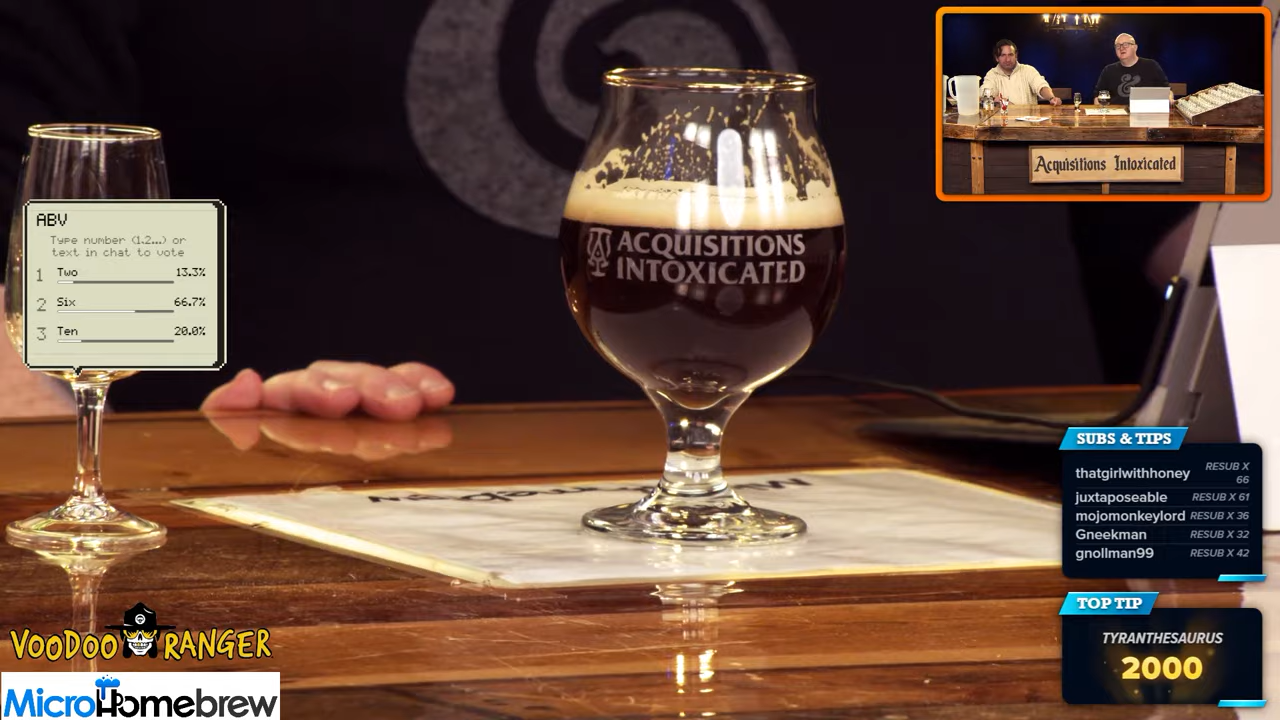 Acquisitions Intoxicated
ABV
Type number (1,2...) or
text in chat to vote
1 Two 13.3%
2 Six 66.7%
3 Ten 20.0%
ACQUISITIONS
INTOXICATED
SUBS & TIPS
thatgirlwithhoney RESUB X 66
juxtaposeable RESUB X 61
mojomonkeylord RESUB X 36
Gneekman RESUB X 32
gnollman99 RESUB X 42
TOP TIP
TYRANTHESAURUS
2000
VOODOO RANGER
MicroHomebrew